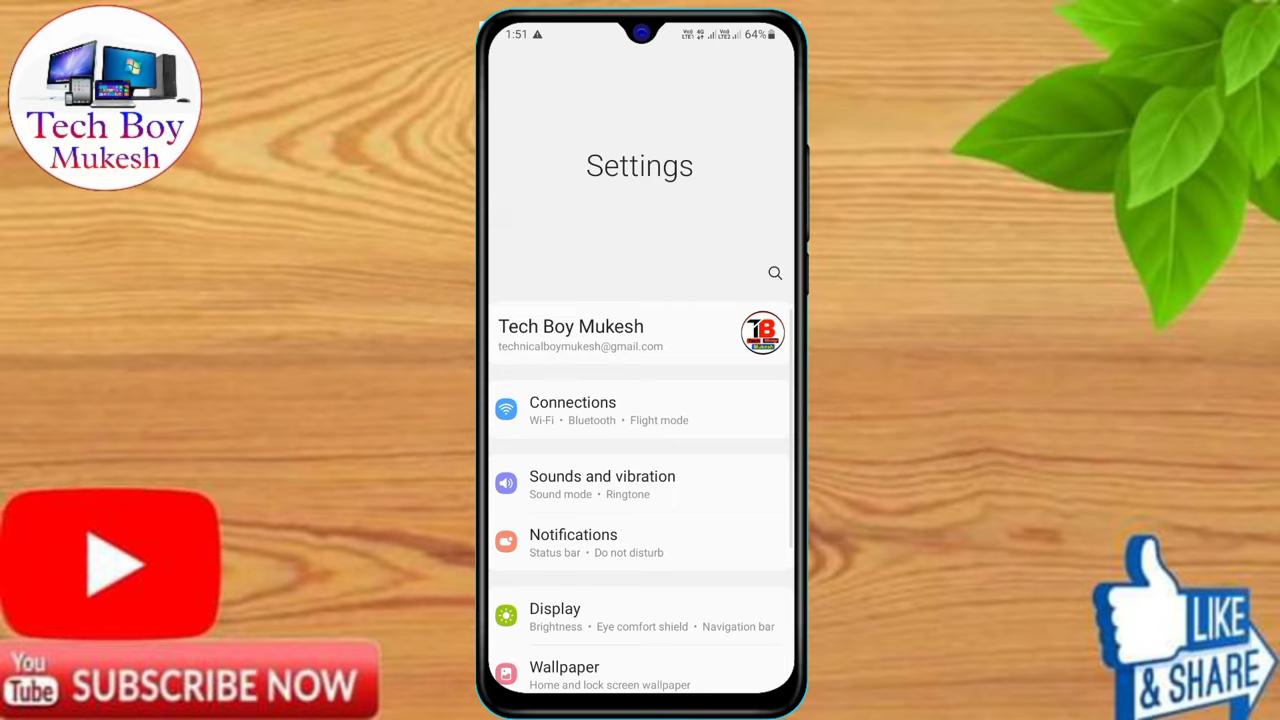 Tech Boy
Mukesh
1:51
64%
Settings
Tech Boy Mukesh
technicalboymukesh@gmail.com
TB
Connections
Wi-Fi • Bluetooth • Flight mode
Sounds and vibration
Sound mode • Ringtone
Notifications
Status bar • Do not disturb
Display
Brightness • Eye comfort shield • Navigation bar
Wallpaper
Home and lock screen wallpaper
You
Tube SUBSCRIBE NOW
LIKE
& SHARE